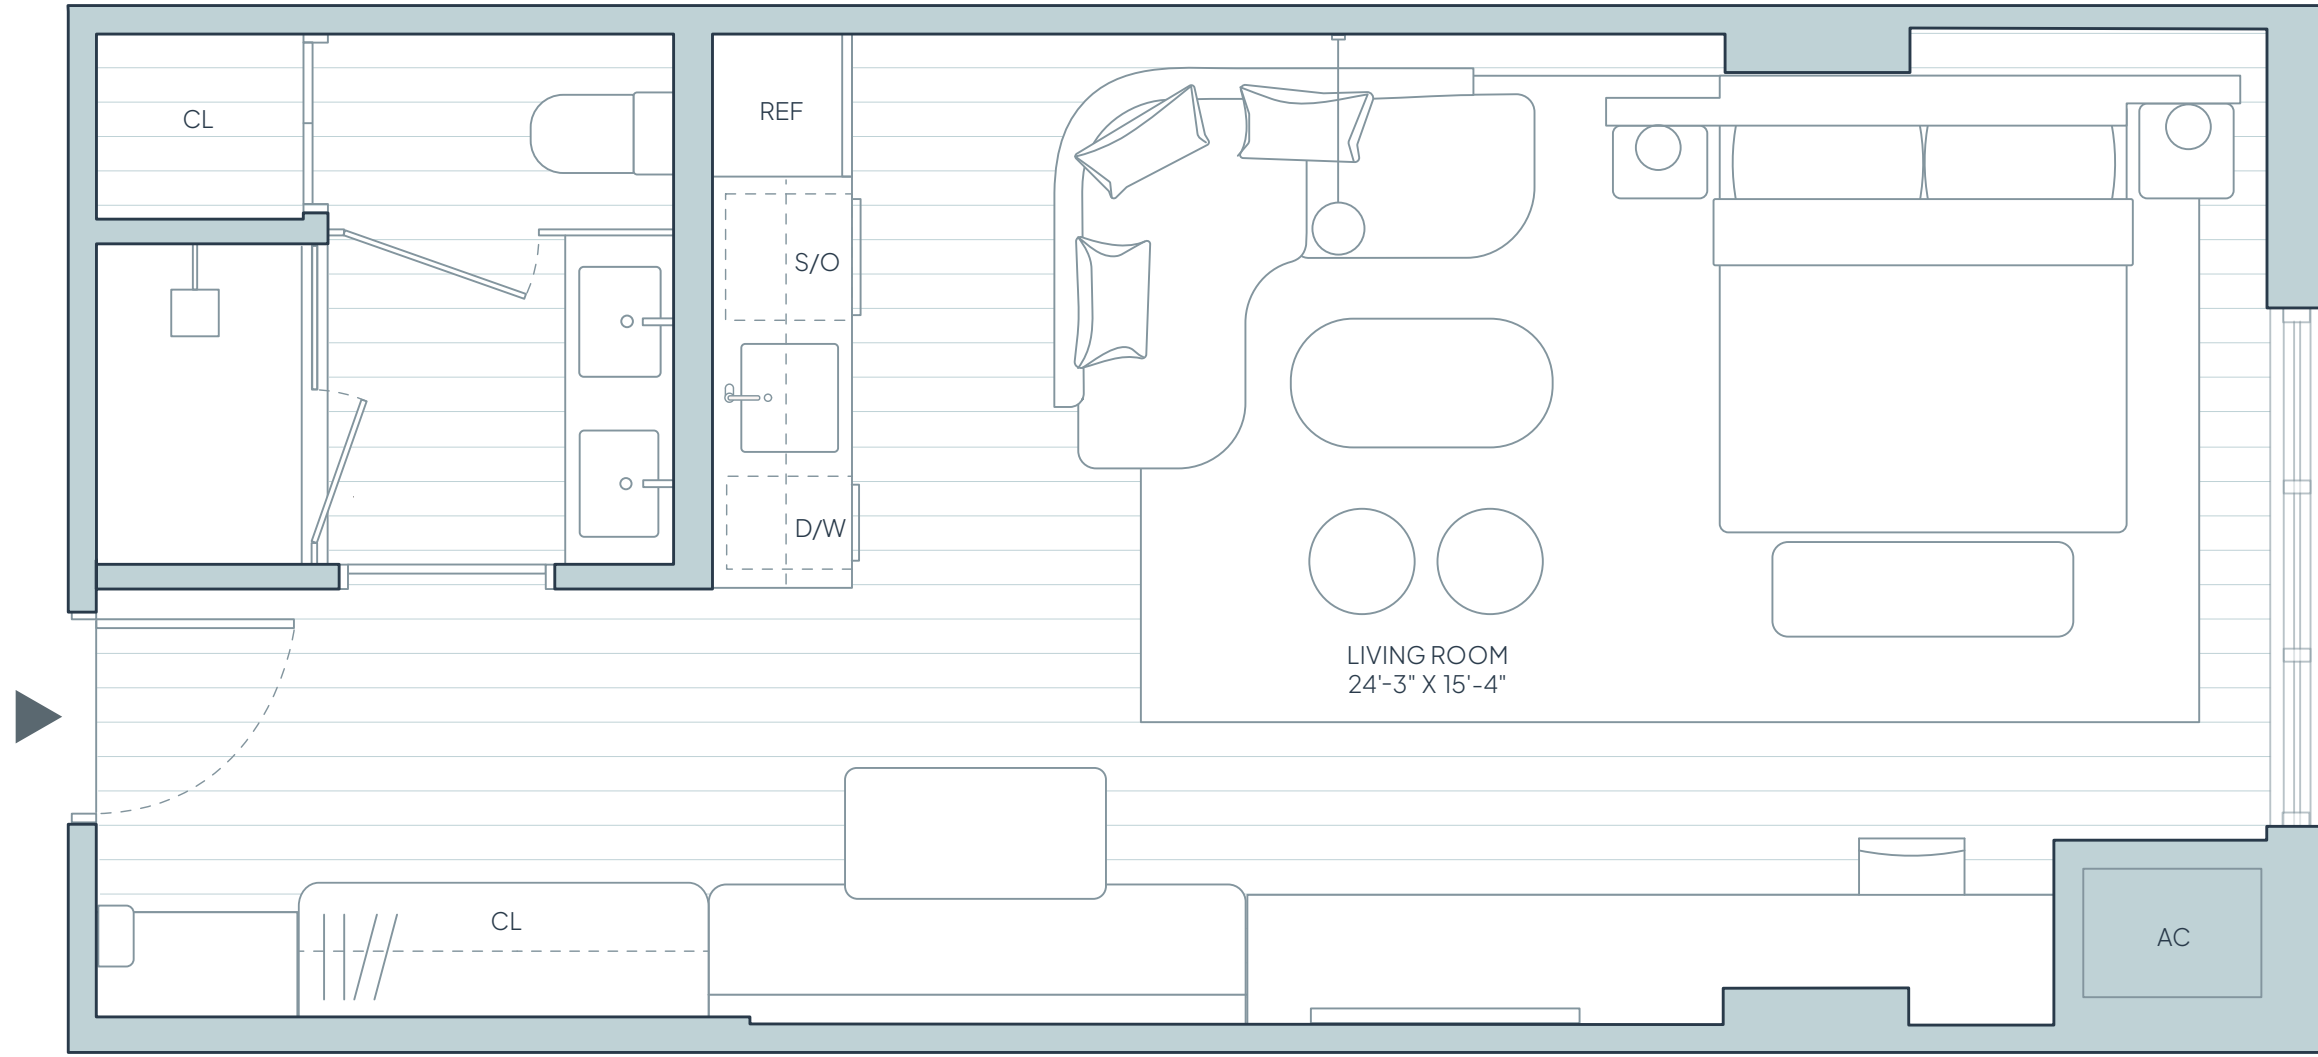 CL
REF
S/O
D/W
LIVING ROOM
24'-3" X 15'-4"
CL
AC